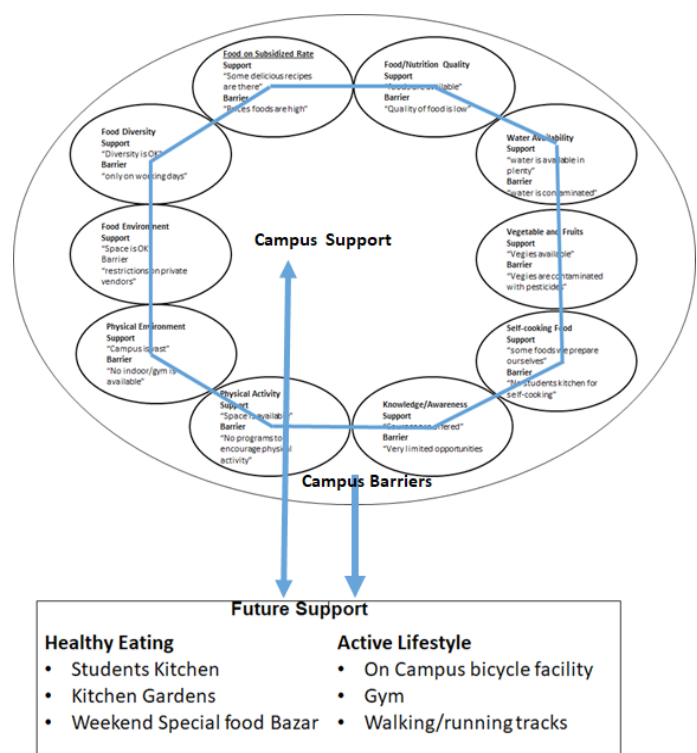 Food on Subsidized Rate
Support
"Some delicious recipes
are there"
Barrier
"Prices foods are high"
Food/Nutrition Quality
Support
available"
Barrier
"Quality of food is low"
Food Diversity
Support
"Diversity is OK"
Barrier
"only on working days"
Water Availability
Support
"water is available in
plenty"
Barrier
"water is contaminated"
Food Environment
Support
"Space is OK"
Barrier
"restrictions on private
vendors"
Campus Support
Vegetable and Fruits
Support
"Vegies available"
Barrier
"Vegies are contaminated
with pesticides"
Physical Environment
Support
"Campus is vast"
Barrier
"No indoor/gym is
available"
Self-cooking Food
Support
"some foods we prepare
ourselves"
Barrier
"No students kitchen for
self-cooking"
Physical Activity
Support
"Space is available"
Barrier
"No programs to
encourage physical
activity"
Knowledge/Awareness
Support
offered"
Barrier
"Very limited opportunities
Campus Barriers
Future Support
Healthy Eating
• Students Kitchen
• Kitchen Gardens
• Weekend Special food Bazar
Active Lifestyle
• On Campus bicycle facility
• Gym
• Walking/running tracks